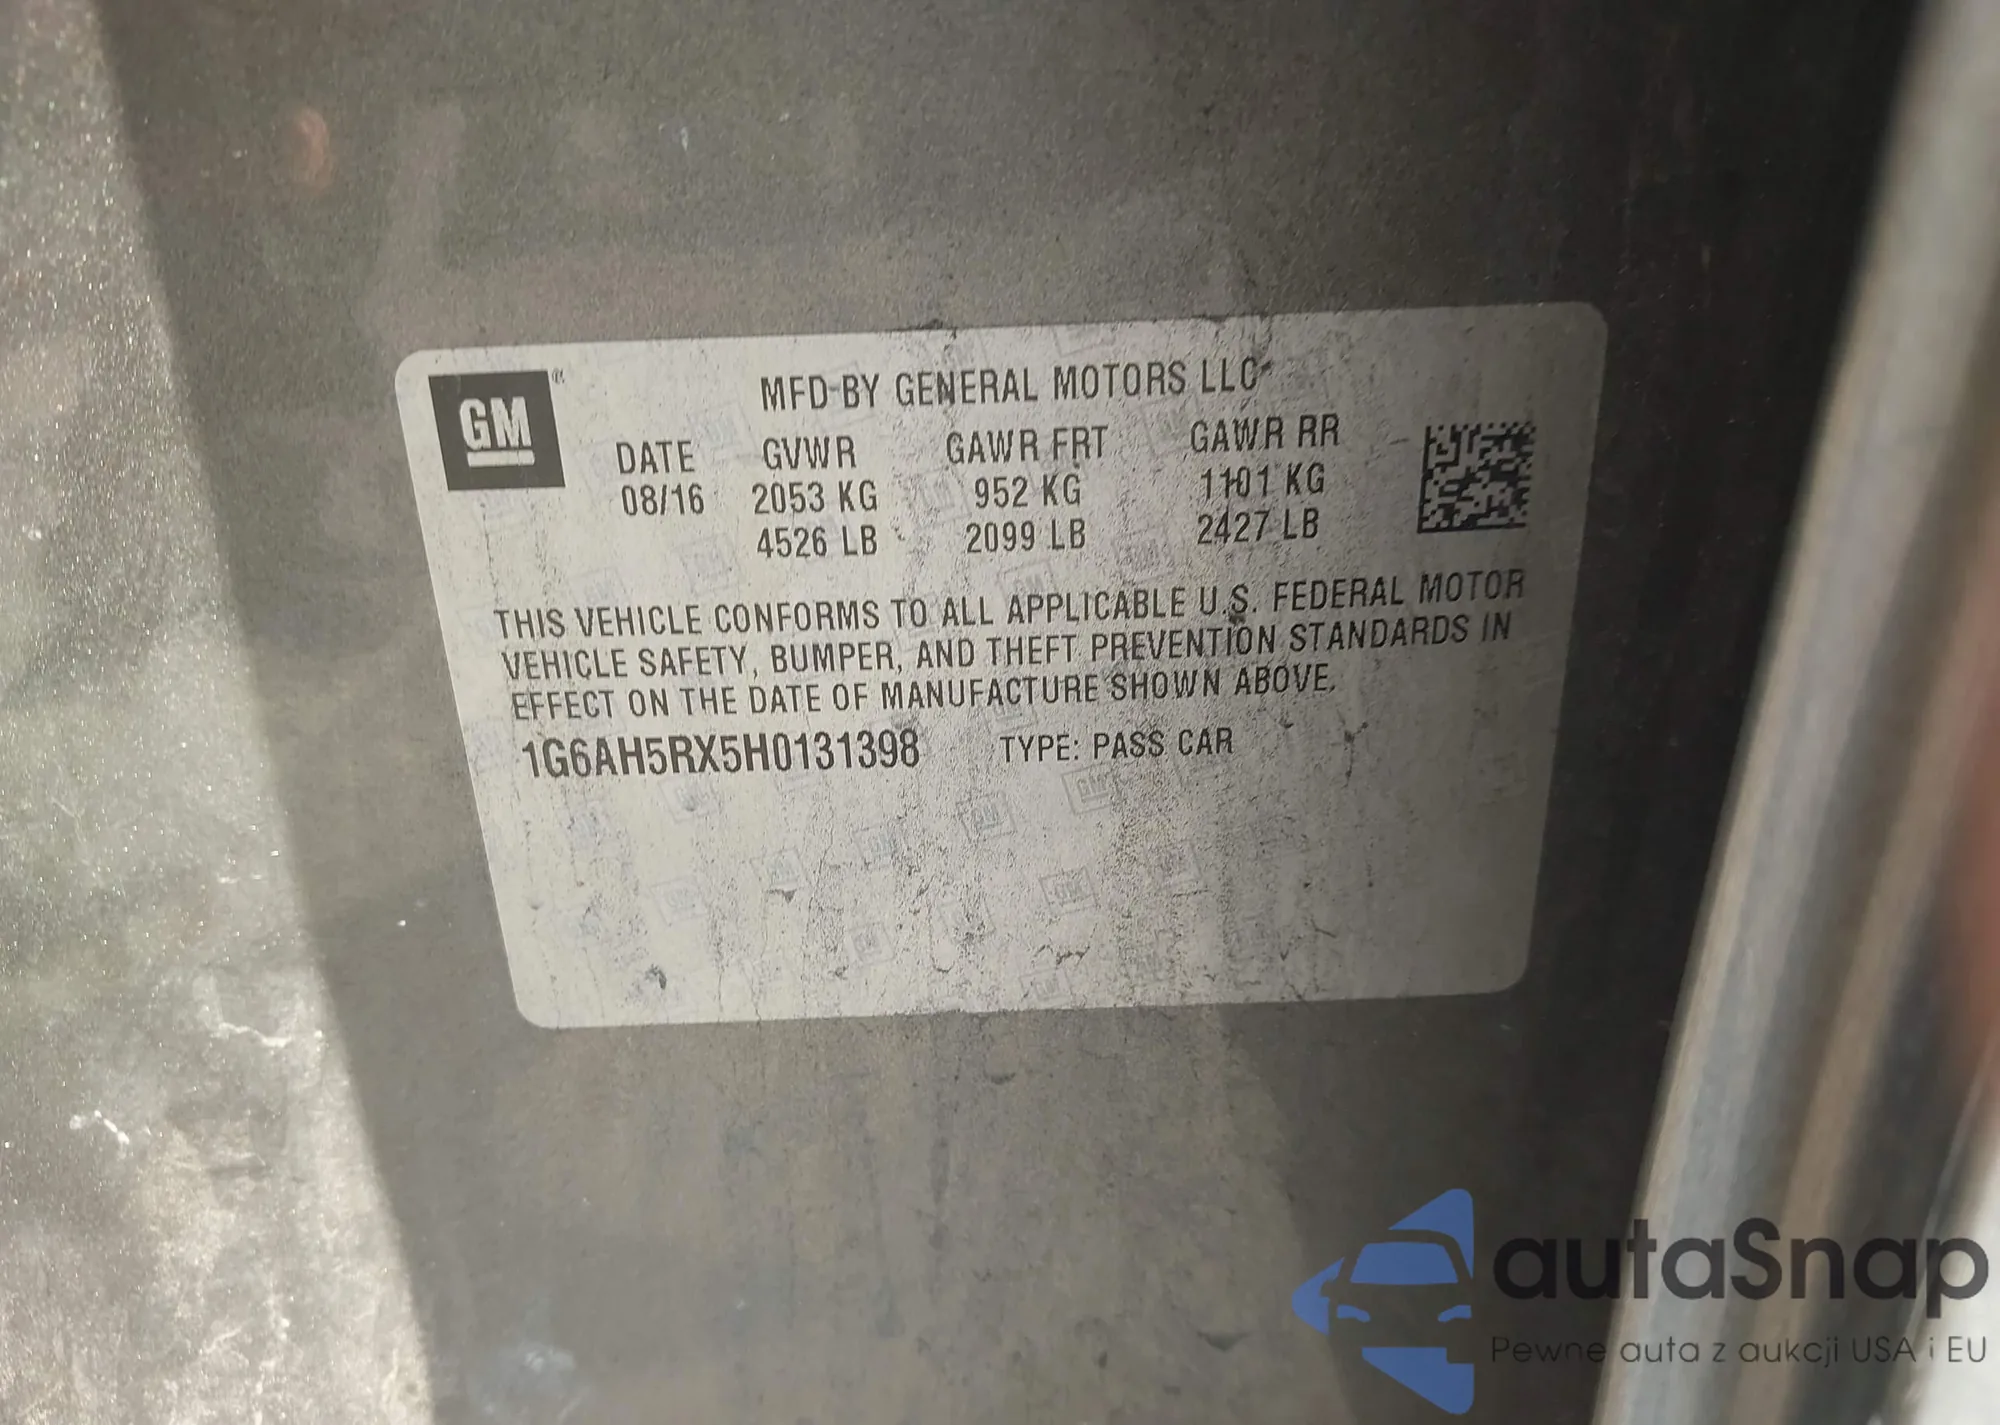 GM®
MFD BY GENERAL MOTORS LLC
DATE GVWR GAWR FRT GAWR RR
08/16 2053 KG 952 KG 1101 KG
4526 LB 2099 LB 2427 LB
THIS VEHICLE CONFORMS TO ALL APPLICABLE U.S. FEDERAL MOTOR
VEHICLE SAFETY, BUMPER, AND THEFT PREVENTION STANDARDS IN
EFFECT ON THE DATE OF MANUFACTURE SHOWN ABOVE.
1G6AH5RX5H0131398 TYPE: PASS CAR
autaSnap
Pewne auta z aukcji USA i EU